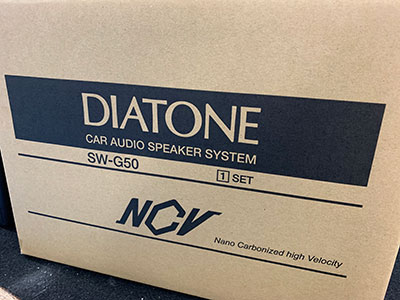 DIATONE
CAR AUDIO SPEAKER SYSTEM
SW-G50 1 SET
NCV
Nano Carbonized high Velocity